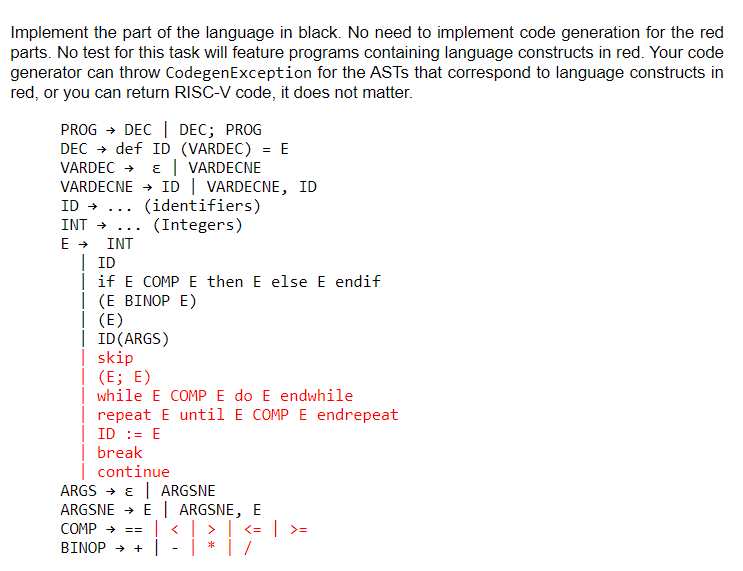 Implement the part of the language in black. No need to implement code generation for the red
parts. No test for this task will feature programs containing language constructs in red. Your code
generator can throw CodegenException for the ASTs that correspond to language constructs in
red, or you can return RISC-V code, it does not matter.
PROG → DEC | DEC; PROG
DEC → def ID (VARDEC) = E
VARDEC → ε | VARDECNE
VARDECNE → ID | VARDECNE, ID
ID → ... (identifiers)
INT → ... (Integers)
E → INT
| ID
| if E COMP E then E else E endif
| (E BINOP E)
| (E)
| ID(ARGS)
| skip
| (E; E)
| while E COMP E do E endwhile
| repeat E until E COMP E endrepeat
| ID := E
| break
| continue
ARGS → ε | ARGSNE
ARGSNE → E | ARGSNE, E
COMP → == | < | > | <= | >=
BINOP → + | - | * | /